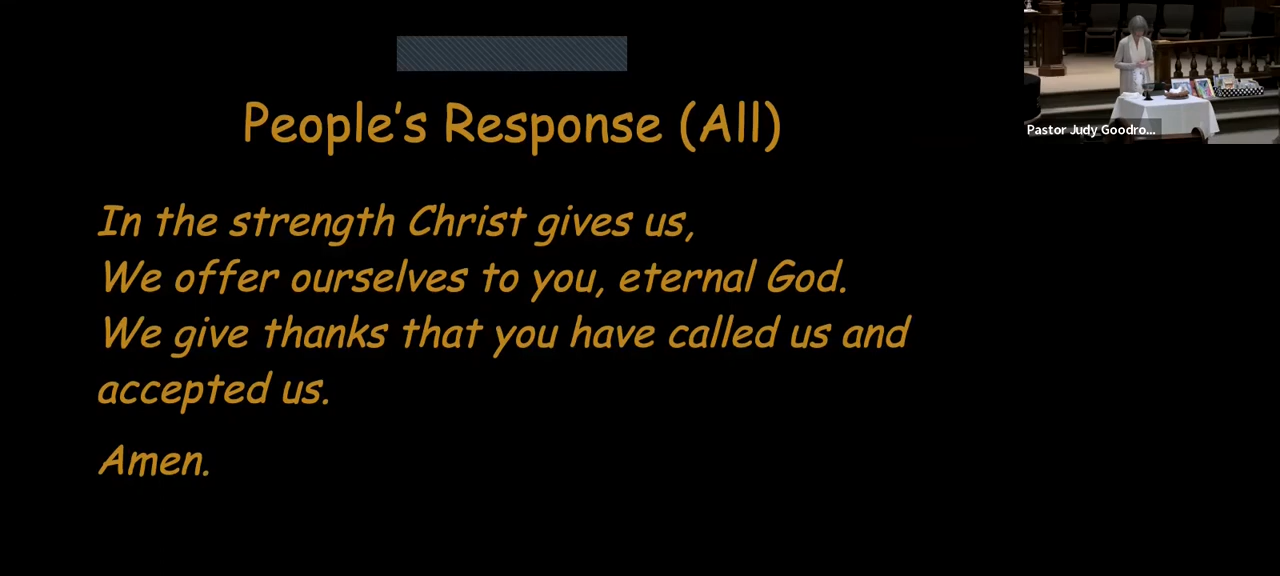 People's Response (All)
Pastor Judy Goodro...
In the strength Christ gives us,
We offer ourselves to you, eternal God.
We give thanks that you have called us and
accepted us.
Amen.